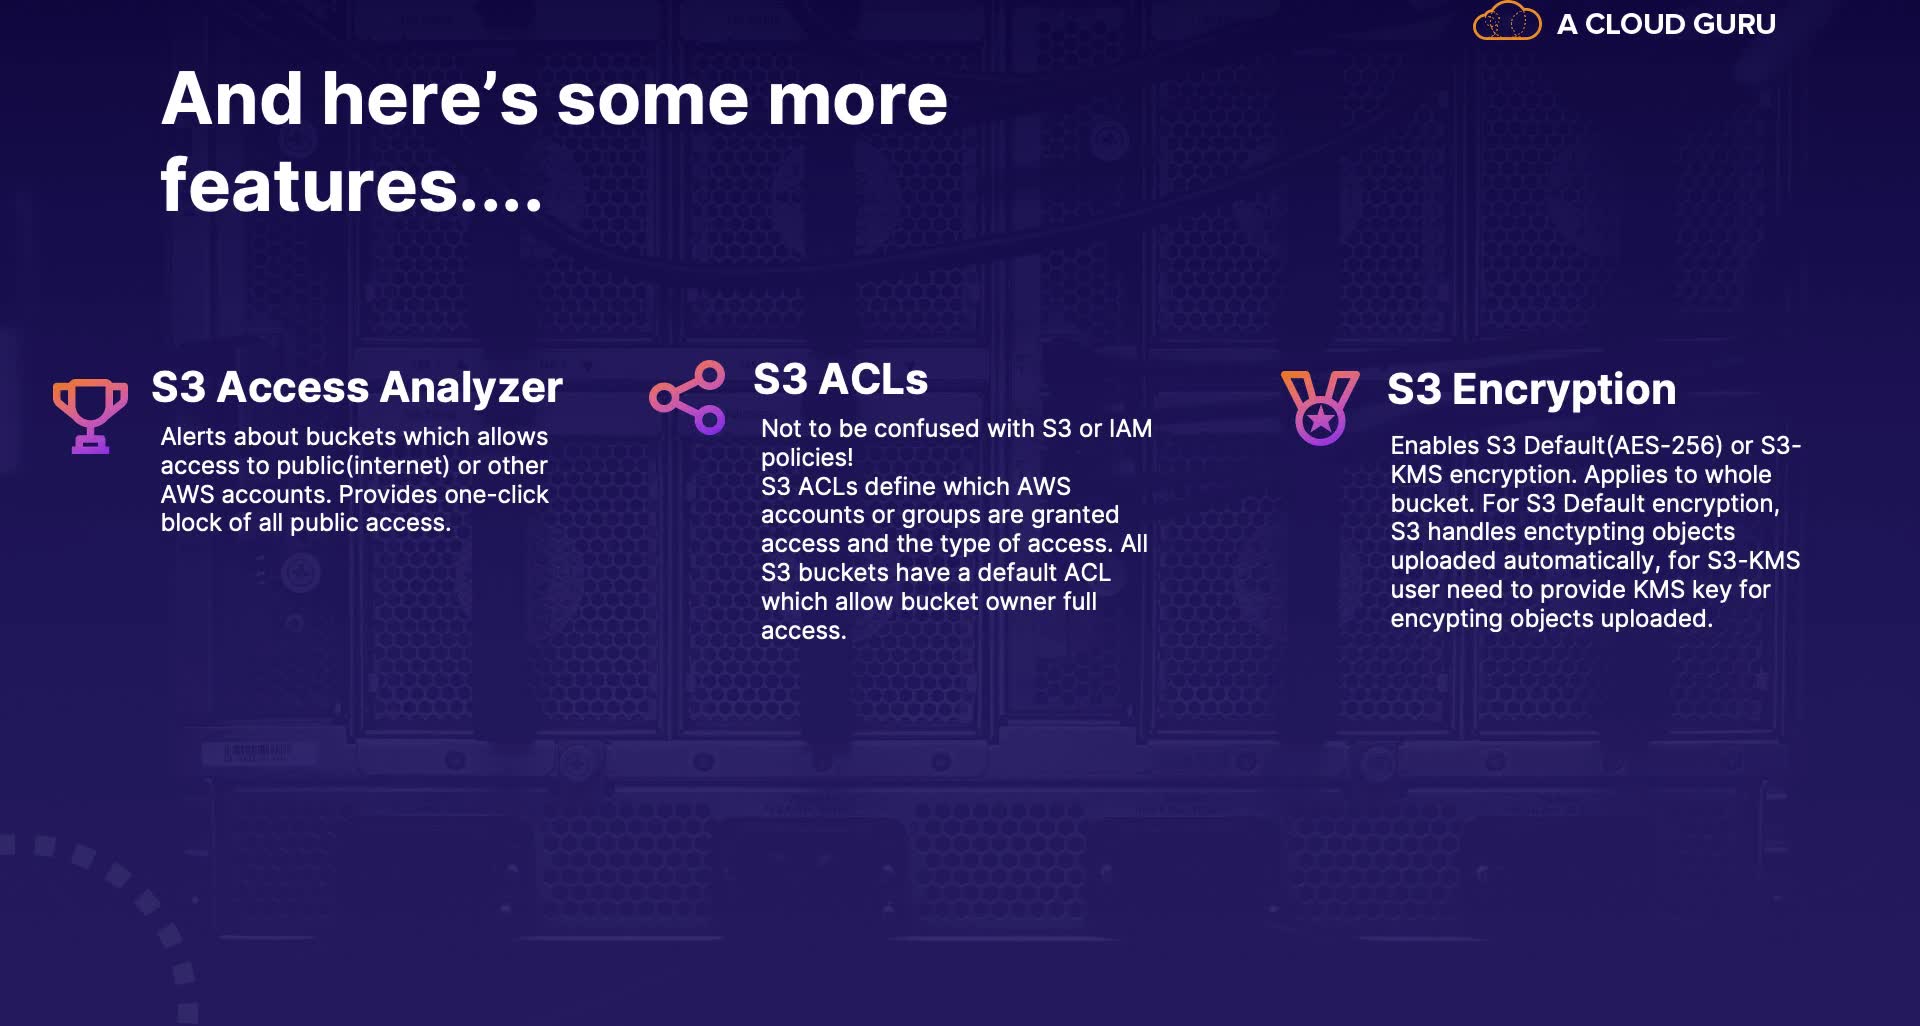 A CLOUD GURU
And here’s some more
features....
S3 Access Analyzer
Alerts about buckets which allows
access to public(internet) or other
AWS accounts. Provides one-click
block of all public access.
S3 ACLs
Not to be confused with S3 or IAM
policies!
S3 ACLs define which AWS
accounts or groups are granted
access and the type of access. All
S3 buckets have a default ACL
which allow bucket owner full
access.
S3 Encryption
Enables S3 Default(AES-256) or S3-
KMS encryption. Applies to whole
bucket. For S3 Default encryption,
S3 handles enctypting objects
uploaded automatically, for S3-KMS
user need to provide KMS key for
encypting objects uploaded.